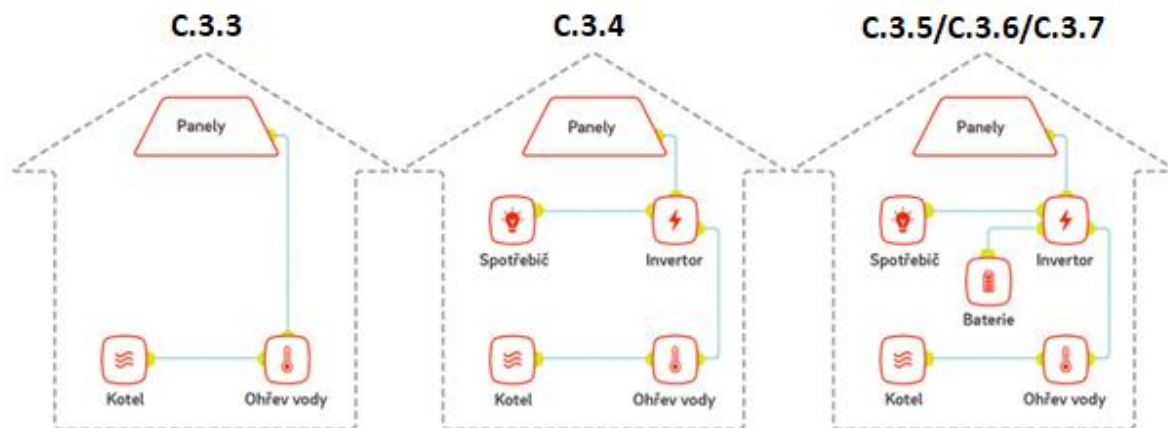 C.3.3
C.3.4
C.3.5/C.3.6/C.3.7
Panely
Panely
Panely
Spotřebič
Invertor
Spotřebič
Invertor
Baterie
Kotel
Ohřev vody
Kotel
Ohřev vody
Kotel
Ohřev vody